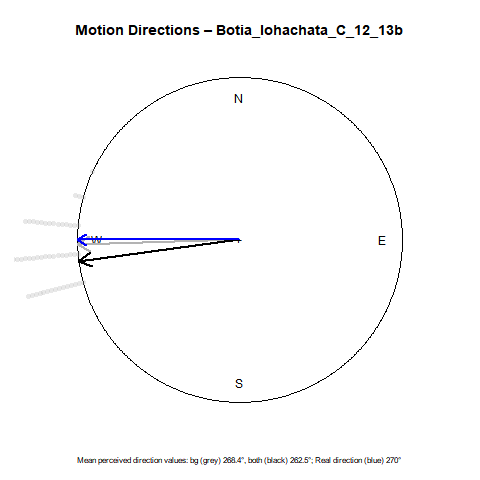 Motion Directions – Botia_lohachata_C_12_13b
N
W
E
S
Mean perceived direction values: bg (grey) 268.4°, both (black) 262.5°; Real direction (blue) 270°